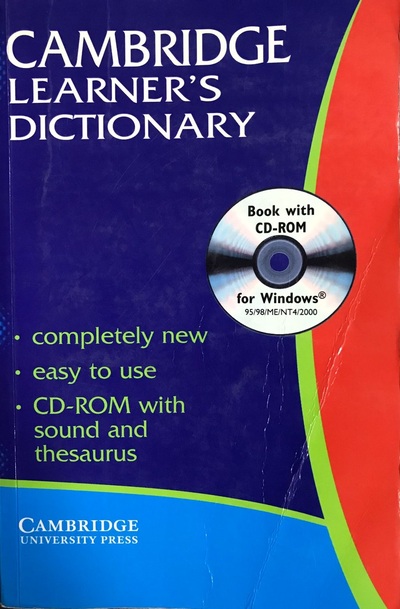 CAMBRIDGE
LEARNER'S
DICTIONARY
Book with
CD-ROM
for Windows®
95/98/ME/NT4/2000
• completely new
• easy to use
• CD-ROM with
sound and
thesaurus
CAMBRIDGE
UNIVERSITY PRESS